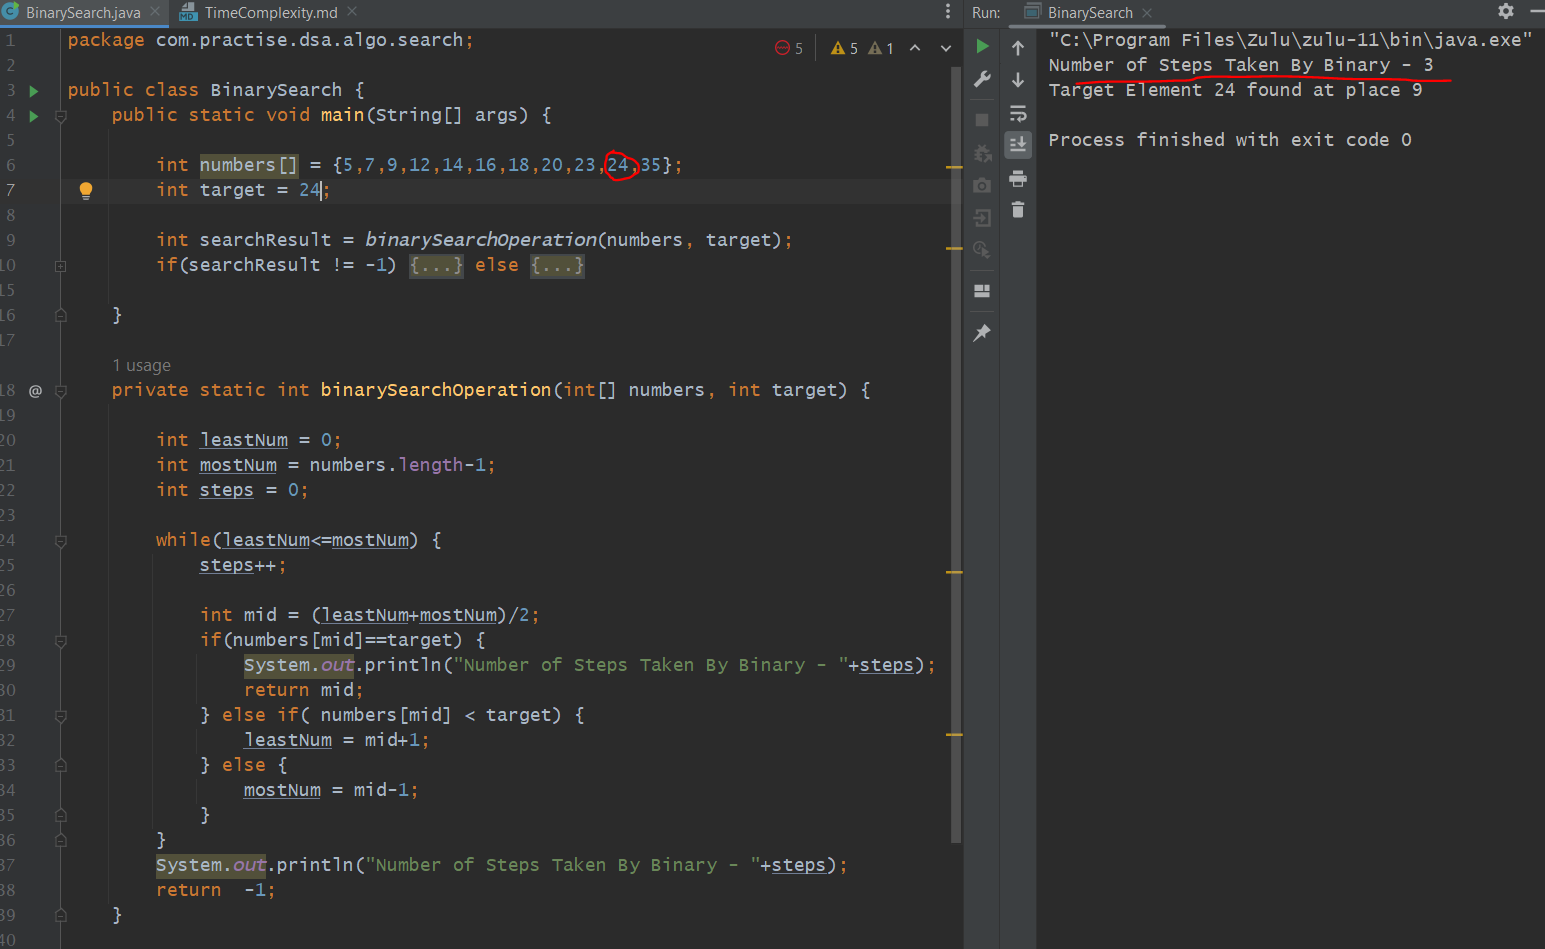 BinarySearch.java TimeComplexity.md
5 5 1
1 package com.practise.dsa.algo.search;
2
3 public class BinarySearch {
4 public static void main(String[] args) {
5
6 int numbers[] = {5,7,9,12,14,16,18,20,23,24,35};
7 int target = 24;
8
9 int searchResult = binarySearchOperation(numbers, target);
10 if(searchResult != -1) {...} else {...}
15
16 }
17
1 usage
18 @ private static int binarySearchOperation(int[] numbers, int target) {
19
20 int leastNum = 0;
21 int mostNum = numbers.length-1;
22 int steps = 0;
23
24 while(leastNum<=mostNum) {
25 steps++;
26
27 int mid = (leastNum+mostNum)/2;
28 if(numbers[mid]==target) {
29 System.out.println("Number of Steps Taken By Binary - "+steps);
30 return mid;
31 } else if( numbers[mid] < target) {
32 leastNum = mid+1;
33 } else {
34 mostNum = mid-1;
35 }
36 }
37 System.out.println("Number of Steps Taken By Binary - "+steps);
38 return -1;
39 }
40
Run: BinarySearch
"C:\Program Files\Zulu\zulu-11\bin\java.exe"
Number of Steps Taken By Binary - 3
Target Element 24 found at place 9
Process finished with exit code 0